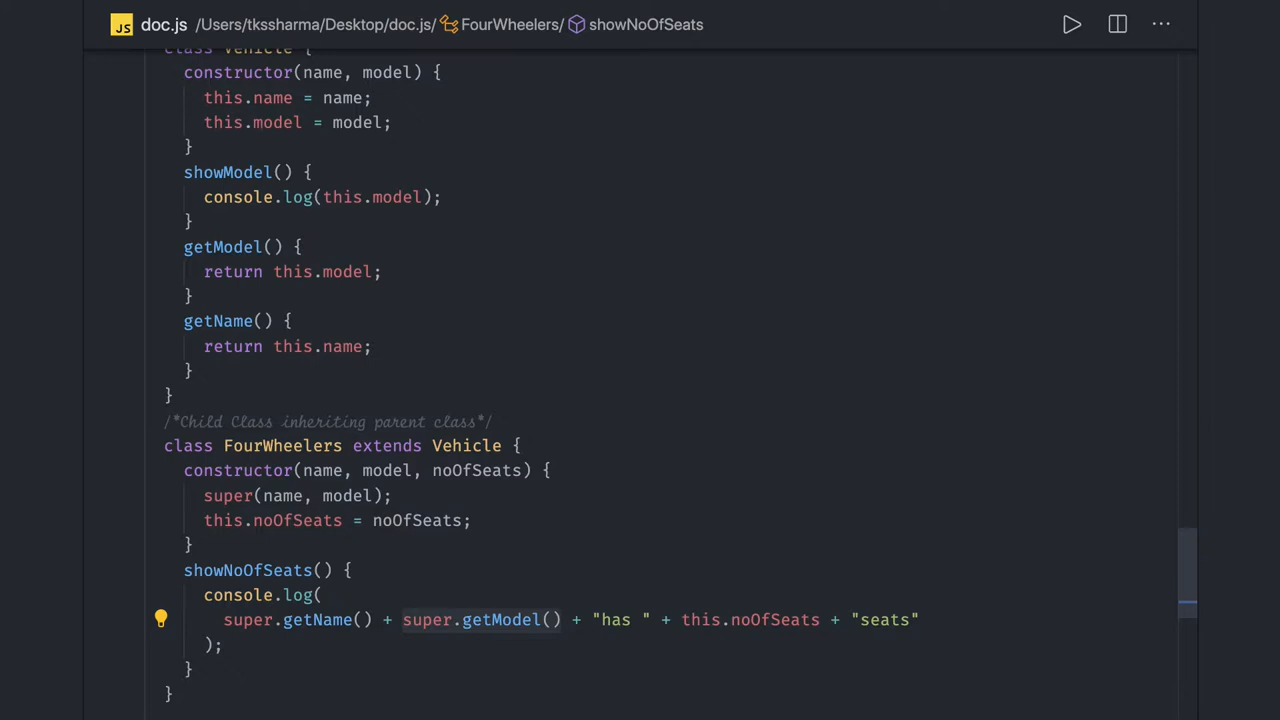 JS doc.js /Users/tkssharma/Desktop/doc.js/ FourWheelers/ showNoOfSeats ...
class Vehicle {
constructor(name, model) {
this.name = name;
this.model = model;
}
showModel() {
console.log(this.model);
}
getModel() {
return this.model;
}
getName() {
return this.name;
}
}
/*Child Class inheriting parent class*/
class FourWheelers extends Vehicle {
constructor(name, model, noOfSeats) {
super(name, model);
this.noOfSeats = noOfSeats;
}
showNoOfSeats() {
console.log(
super.getName() + super.getModel() + "has " + this.noOfSeats + "seats"
);
}
}